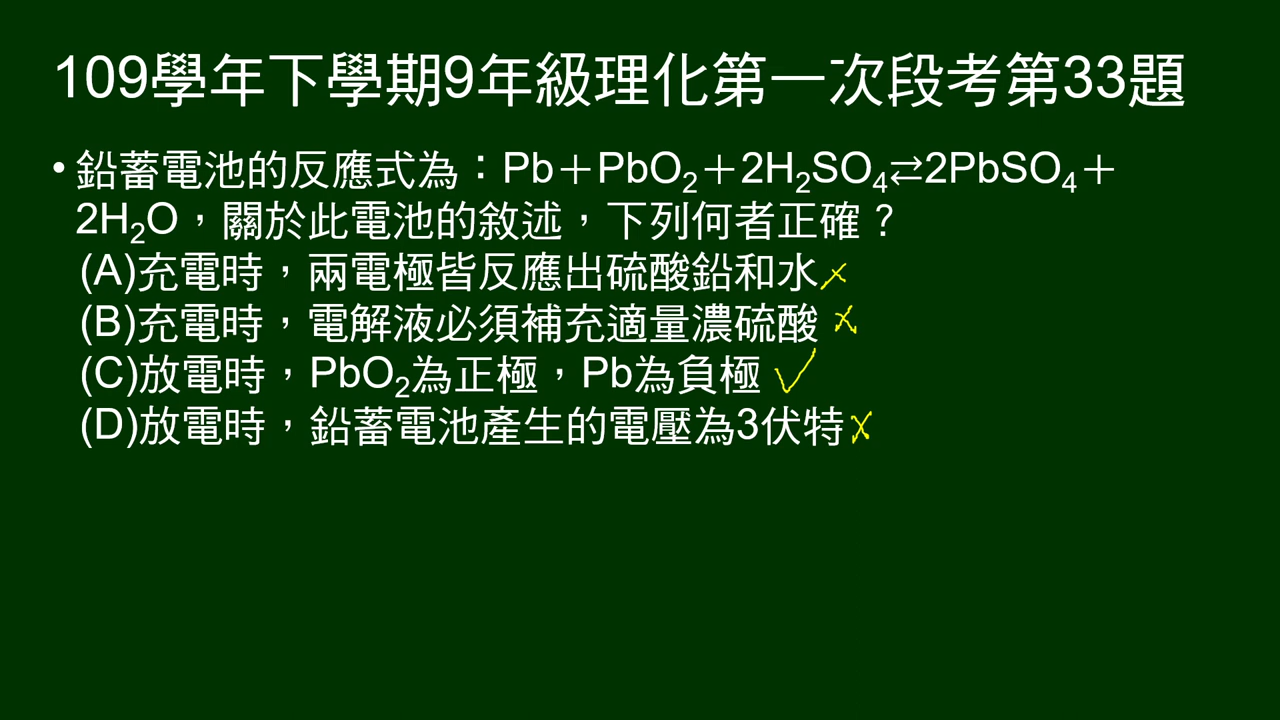 109學年下學期9年級理化第一次段考第33題
• 鉛蓄電池的反應式為：Pb＋PbO₂＋2H₂SO₄⇄2PbSO₄＋
2H₂O，關於此電池的敘述，下列何者正確？
(A)充電時，兩電極皆反應出硫酸鉛和水✗
(B)充電時，電解液必須補充適量濃硫酸 ✗
(C)放電時，PbO₂為正極，Pb為負極 ✓
(D)放電時，鉛蓄電池產生的電壓為3伏特✗